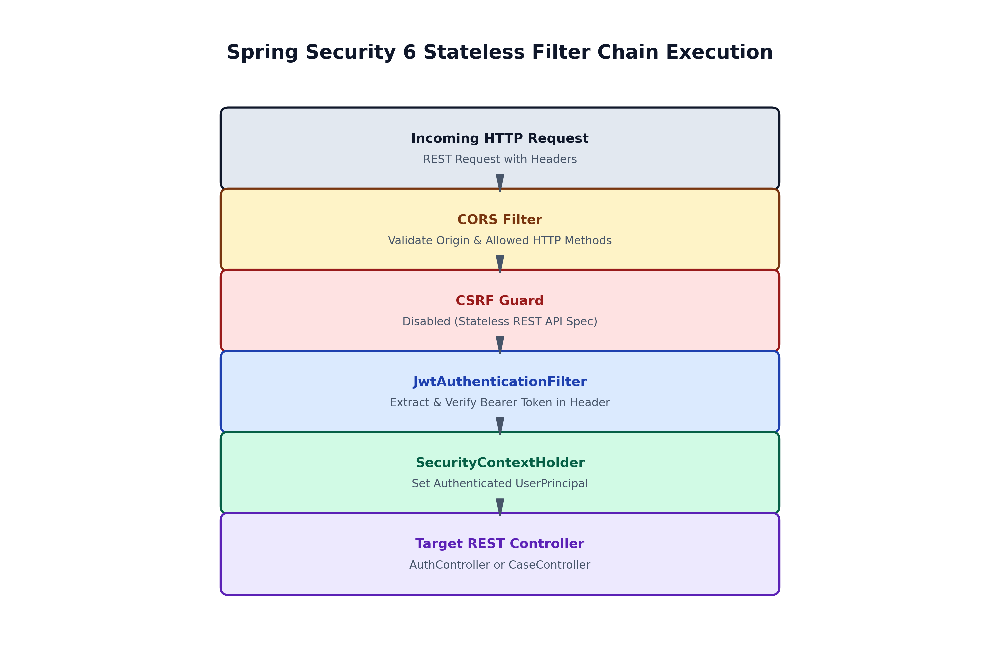 Spring Security 6 Stateless Filter Chain Execution
Incoming HTTP Request
REST Request with Headers
CORS Filter
Validate Origin & Allowed HTTP Methods
CSRF Guard
Disabled (Stateless REST API Spec)
JwtAuthenticationFilter
Extract & Verify Bearer Token in Header
SecurityContextHolder
Set Authenticated UserPrincipal
Target REST Controller
AuthController or CaseController